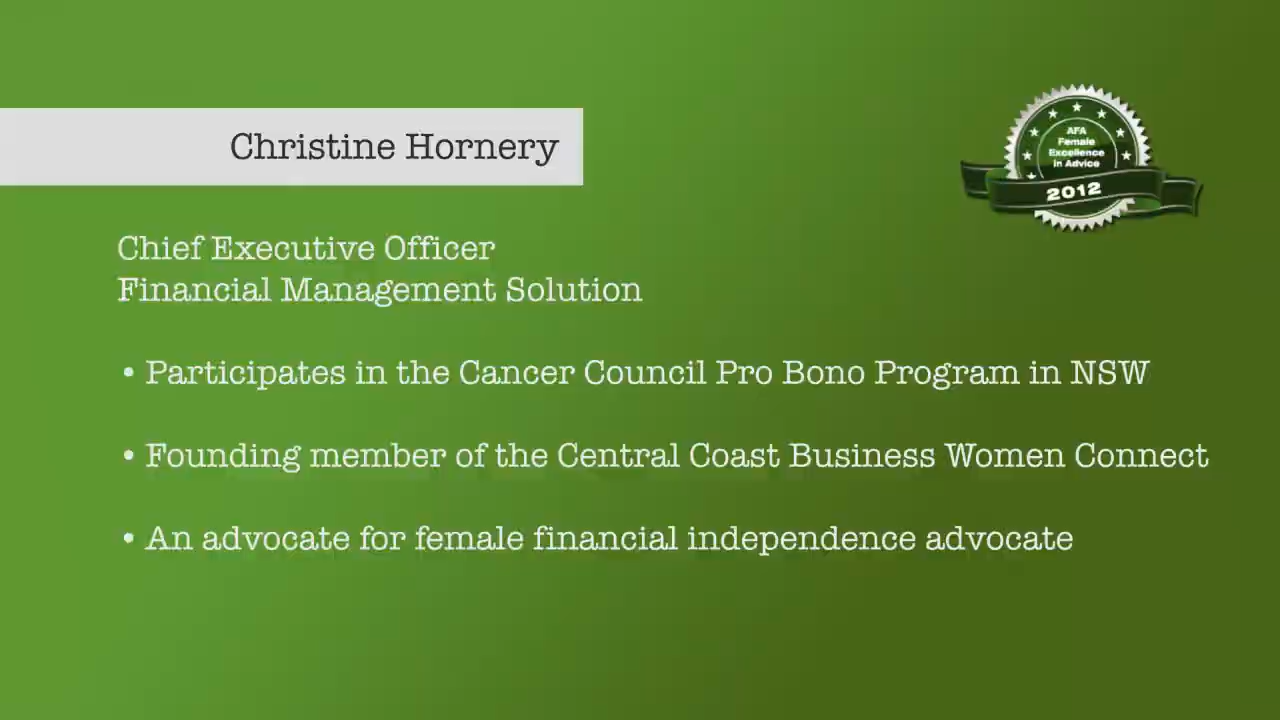 Christine Hornery
AFA
Female
Excellence
in Advice
2012
Chief Executive Officer
Financial Management Solution
• Participates in the Cancer Council Pro Bono Program in NSW
• Founding member of the Central Coast Business Women Connect
• An advocate for female financial independence advocate